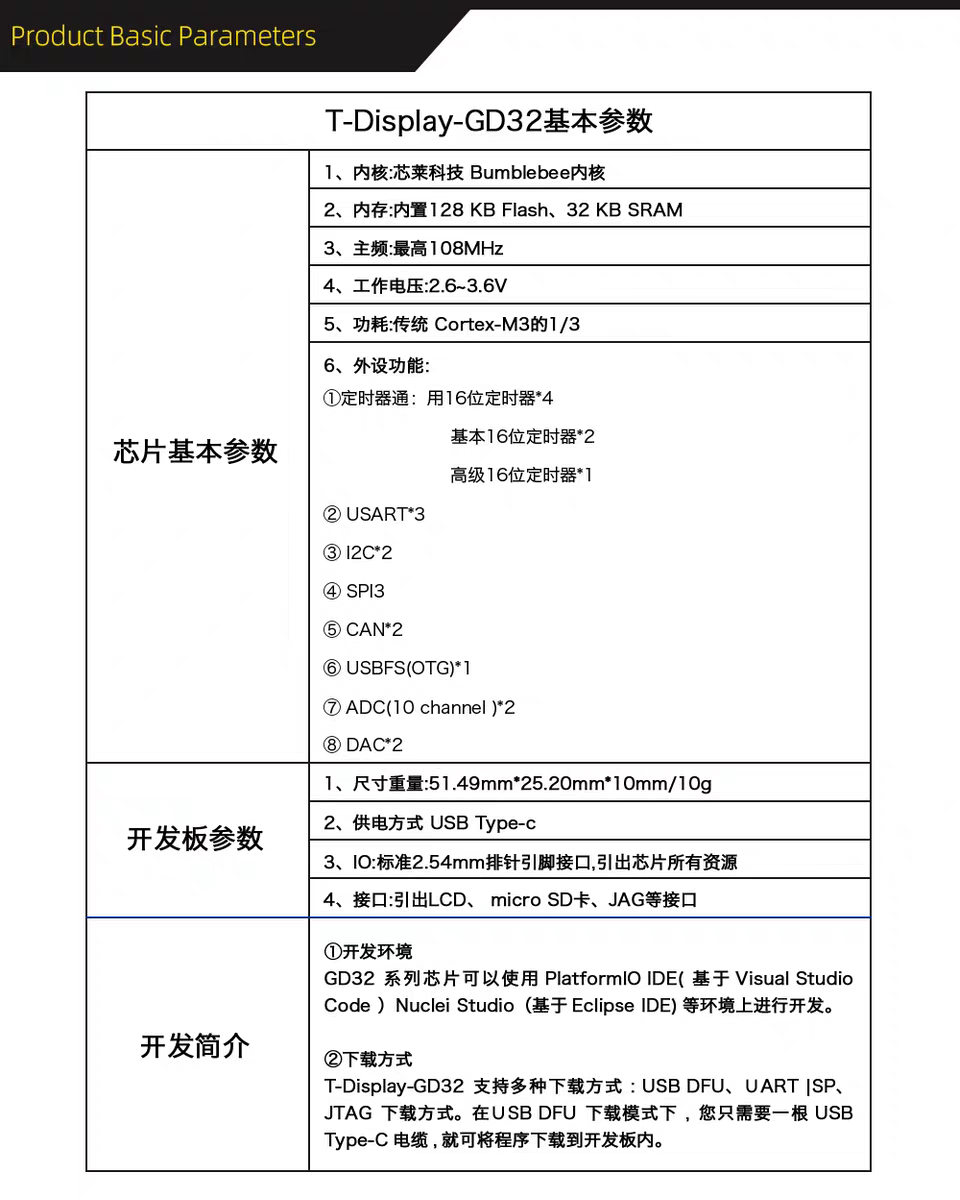 Product Basic Parameters
T-Display-GD32基本参数
芯片基本参数
1、内核:芯莱科技 Bumblebee内核
2、内存:内置128 KB Flash、32 KB SRAM
3、主频:最高108MHz
4、工作电压:2.6~3.6V
5、功耗:传统 Cortex-M3的1/3
6、外设功能:
①定时器通：用16位定时器*4
基本16位定时器*2
高级16位定时器*1
② USART*3
③ I2C*2
④ SPI3
⑤ CAN*2
⑥ USBFS(OTG)*1
⑦ ADC(10 channel )*2
⑧ DAC*2
开发板参数
1、尺寸重量:51.49mm*25.20mm*10mm/10g
2、供电方式 USB Type-c
3、IO:标准2.54mm排针引脚接口,引出芯片所有资源
4、接口:引出LCD、 micro SD卡、JAG等接口
开发简介
①开发环境
GD32 系列芯片可以使用 PlatformIO IDE( 基于 Visual Studio
Code ）Nuclei Studio（基于 Eclipse IDE) 等环境上进行开发。
②下载方式
T-Display-GD32 支持多种下载方式 : USB DFU、UART |SP、
JTAG 下载方式。在USB DFU 下载模式下 , 您只需要一根 USB
Type-C 电缆 , 就可将程序下载到开发板内。